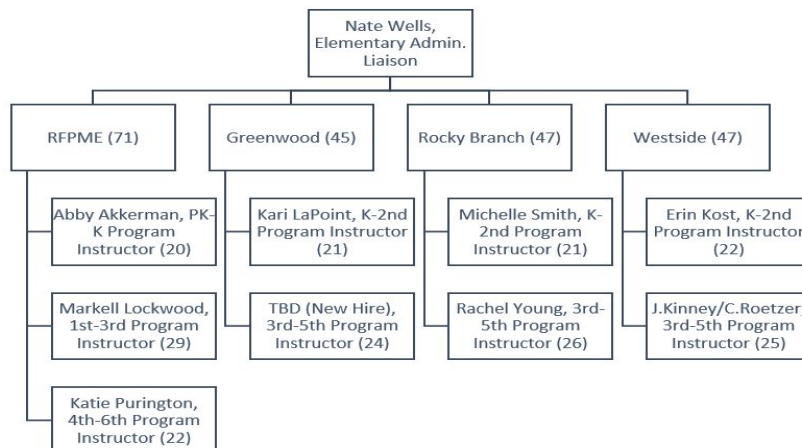 Nate Wells,
Elementary Admin.
Liaison
RFPME (71)
Greenwood (45)
Rocky Branch (47)
Westside (47)
Abby Akkerman, PK-
K Program
Instructor (20)
Kari LaPoint, K-2nd
Program Instructor
(21)
Michelle Smith, K-
2nd Program
Instructor (21)
Erin Kost, K-2nd
Program Instructor
(22)
Markell Lockwood,
1st-3rd Program
Instructor (29)
TBD (New Hire),
3rd-5th Program
Instructor (24)
Rachel Young, 3rd-
5th Program
Instructor (26)
J.Kinney/C.Roetzer,
3rd-5th Program
Instructor (25)
Katie Purington,
4th-6th Program
Instructor (22)